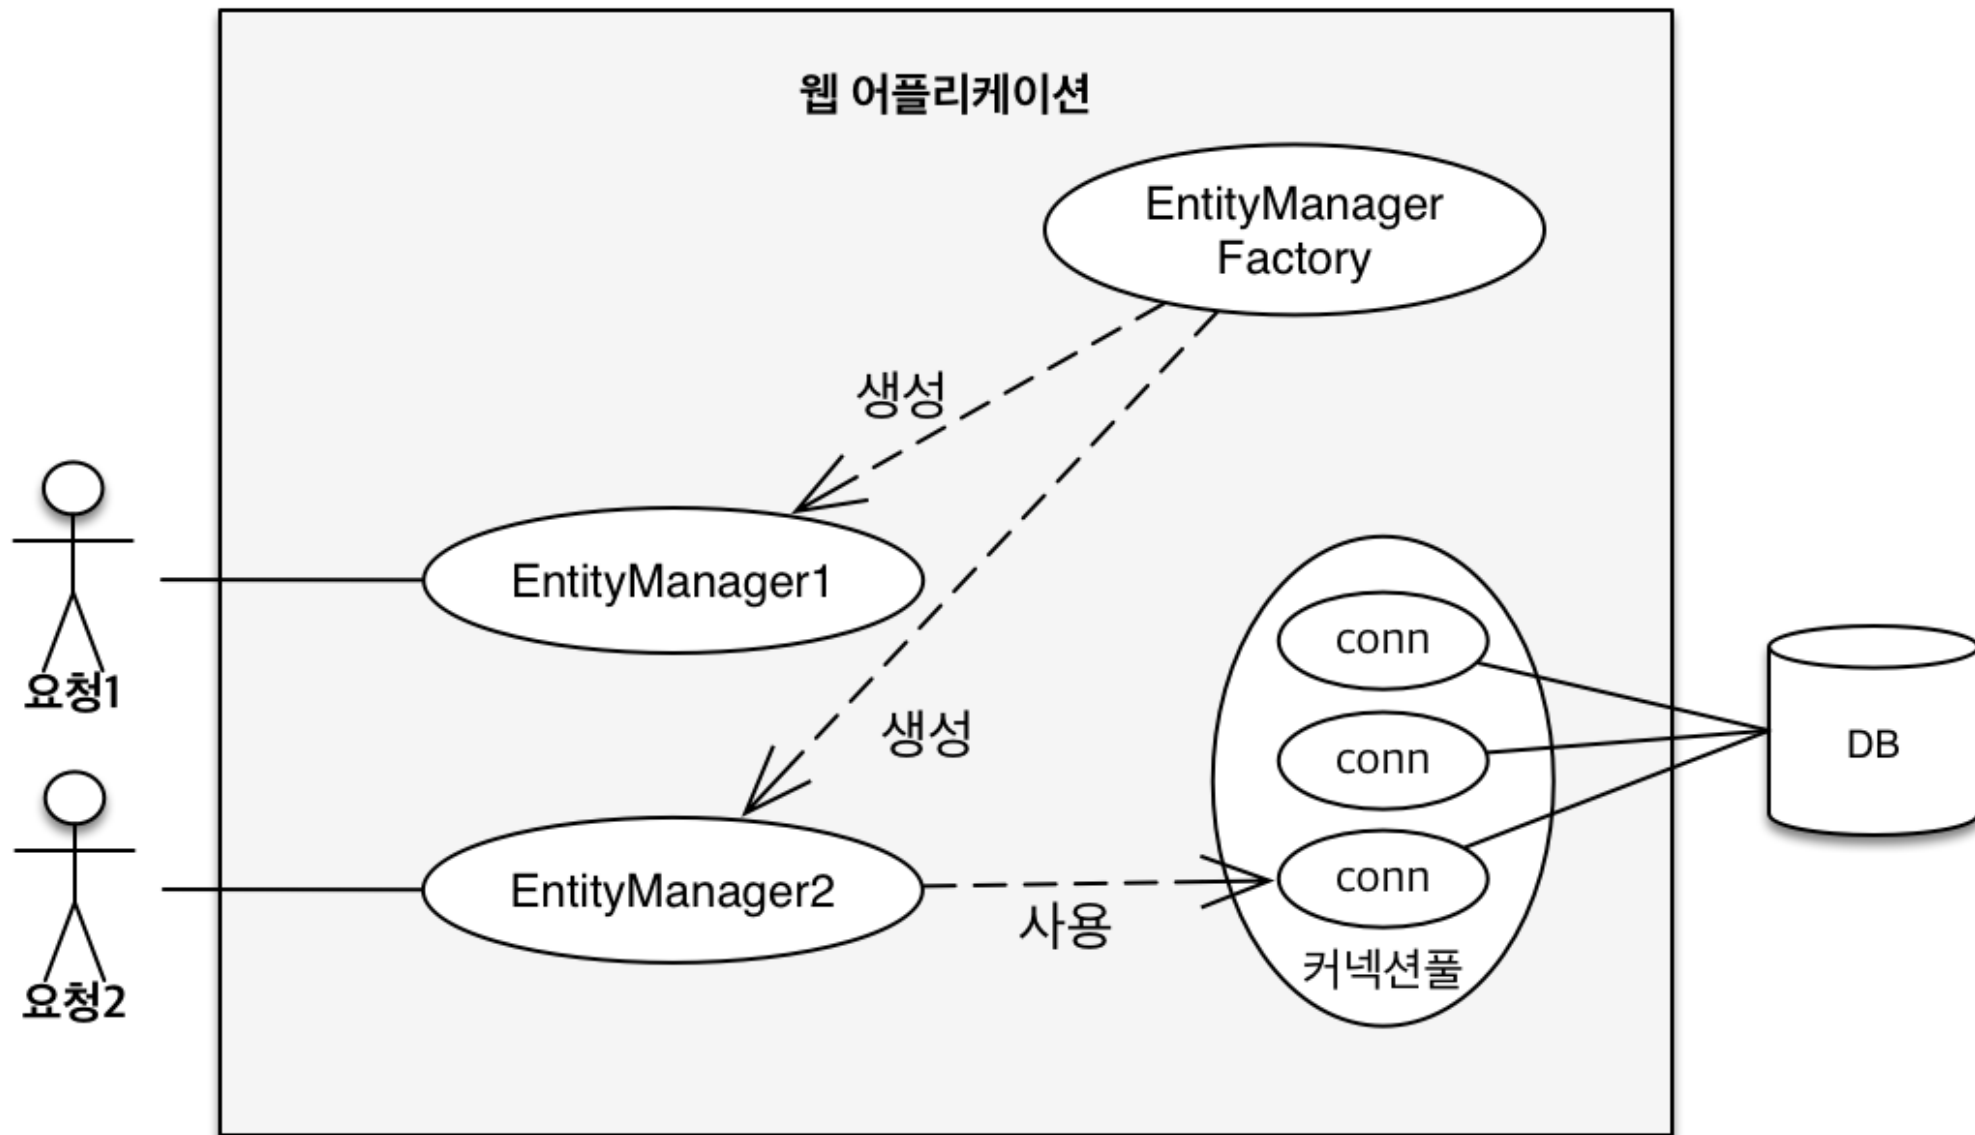 웹 어플리케이션
EntityManager
Factory
생성
EntityManager1
요청1
conn
conn
conn
커넥션풀
DB
생성
EntityManager2
사용
요청2